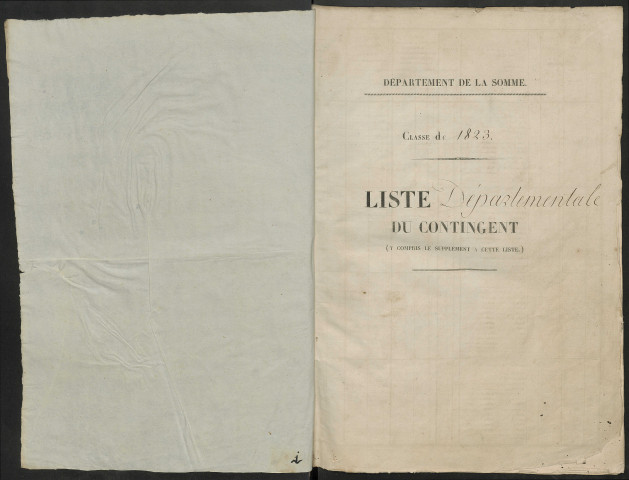 DÉPARTEMENT DE LA SOMME.
CLASSE de 1823.
LISTE Départementale
DU CONTINGENT
(Y COMPRIS LE SUPPLÉMENT A CETTE LISTE.)